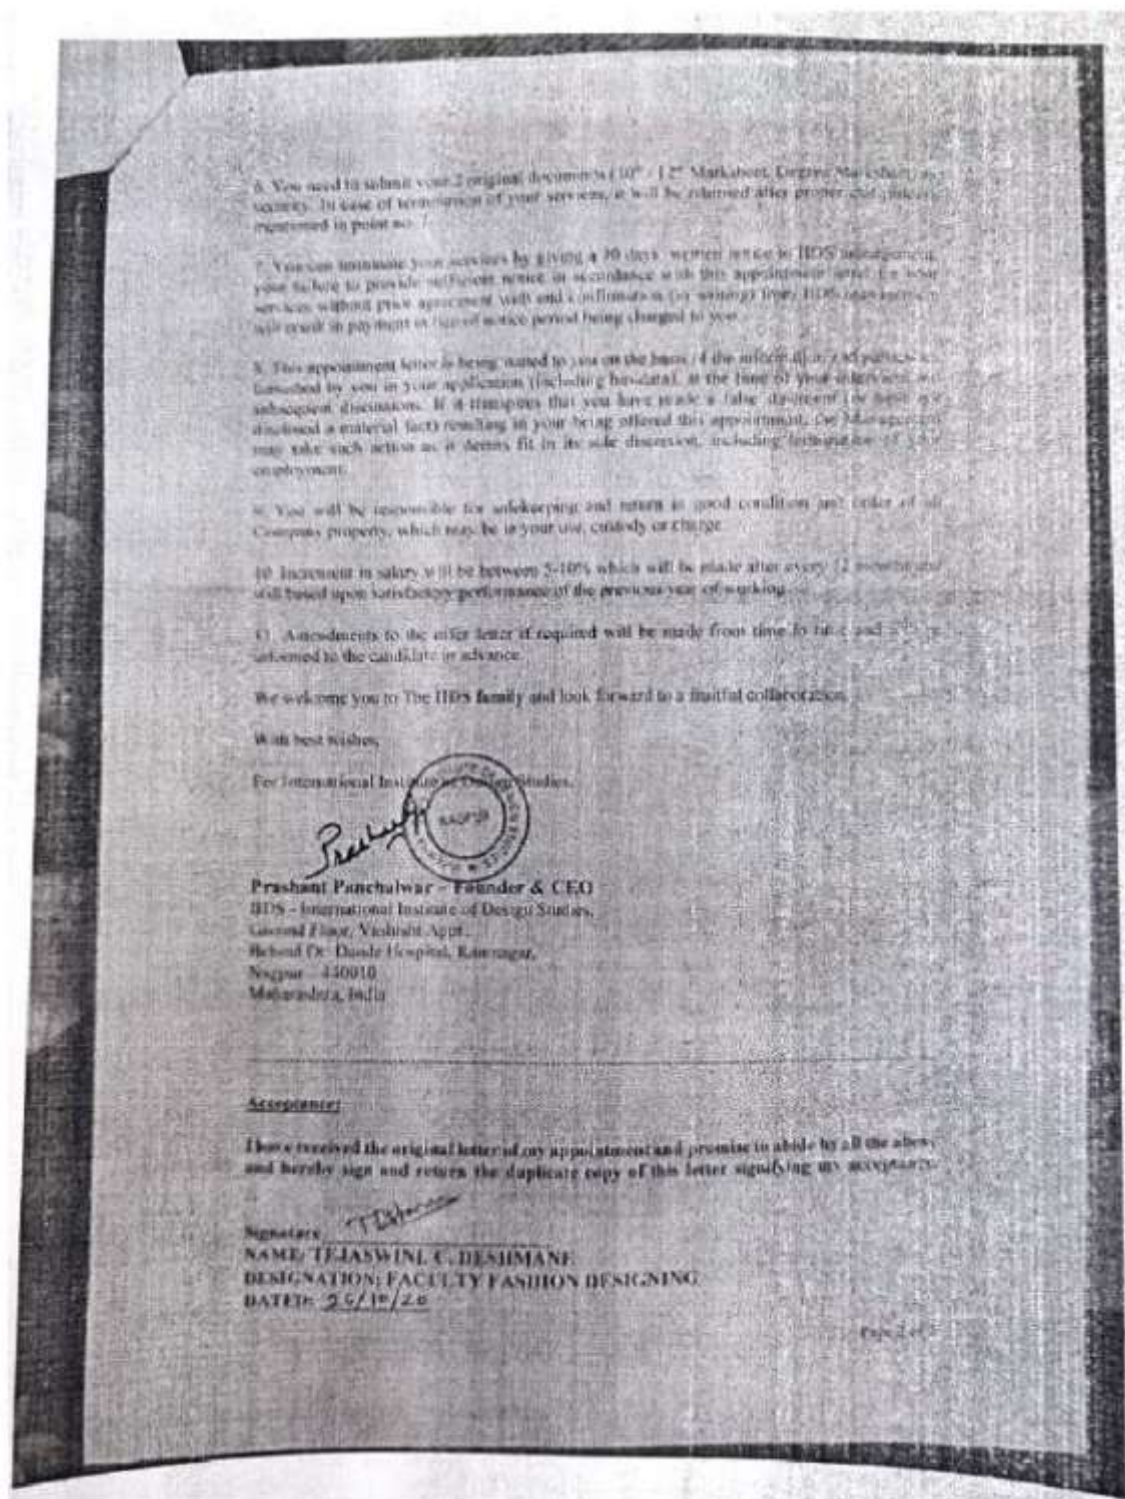 6. You need to submit your 2 original documents (10th / 12th Marksheet, Degree Marksheet) as
security. In case of termination of your services, it will be returned after proper
mentioned in point no. 7
7. You can terminate your services by giving a 30 days written notice to IIDS management,
your failure to provide sufficient notice in accordance with this appointment letter for your
services without prior agreement with and confirmation (in writing) from IIDS management
will result in payment in lieu of notice period being charged to you.
8. This appointment letter is being issued to you on the basis of the information and particulars
furnished by you in your application (including bio-data), at the time of your interview and
subsequent discussions. If it transpires that you have made a false statement (or have not
disclosed a material fact) resulting in your being offered this appointment, the Management
may take such action as it deems fit in its sole discretion, including termination of your
employment.
9. You will be responsible for safekeeping and return in good condition and order of all
Company property, which may be in your use, custody or charge
10. Increment in salary will be between 5-10% which will be made after every 12 months and
still based upon satisfactory performance of the previous year of working.
11. Amendments to the offer letter if required will be made from time to time and
informed to the candidate in advance.
We welcome you to The IIDS family and look forward to a fruitful collaboration.
With best wishes,
For International Institute of Design Studies.
NAGPUR
Prashant
Prashant Panchalwar – Founder & CEO
IIDS – International Institute of Design Studies,
Ground Floor, Vashisht Appt.
Behind Dr. Dande Hospital, Ramnagar,
Nagpur – 440010
Maharashtra, India
Acceptance:
I have received the original letter of my appointment and promise to abide by all the above
and hereby sign and return the duplicate copy of this letter signifying my acceptance.
Signature
NAME: TEJASWINI. C. DESHMANE
DESIGNATION: FACULTY FASHION DESIGNING
DATED: 26/10/20
Page 2 of